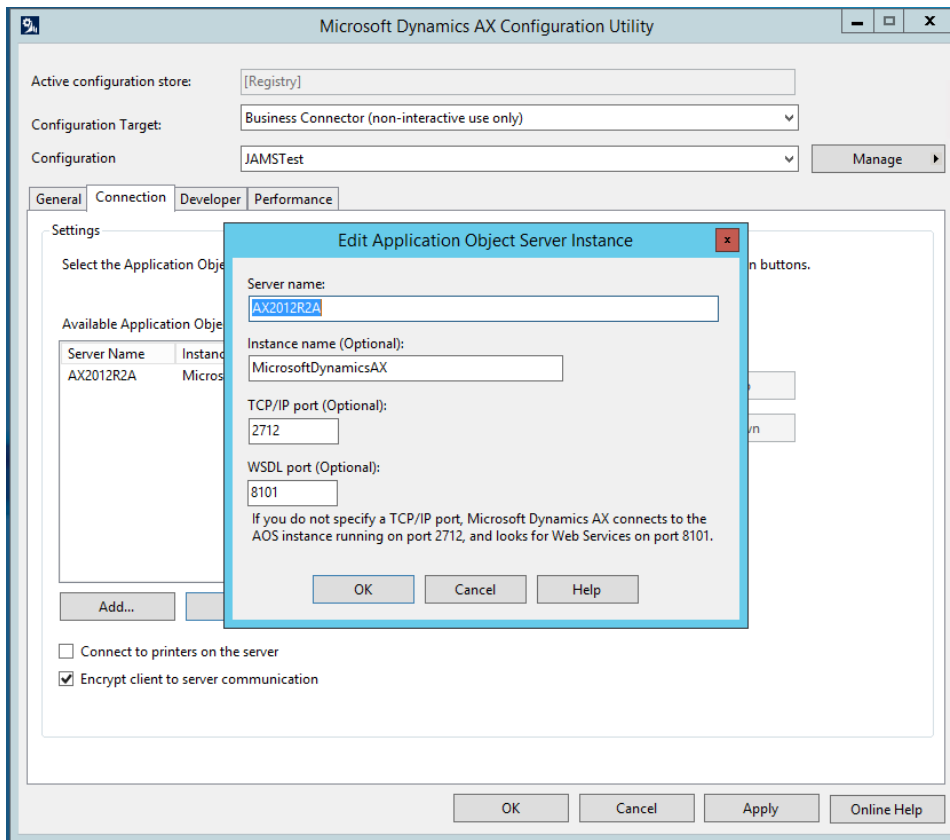 Microsoft Dynamics AX Configuration Utility
Active configuration store:
[Registry]
Configuration Target:
Business Connector (non-interactive use only)
Configuration
JAMSTest
Manage
General
Connection
Developer
Performance
Settings
Select the Application Obje
n buttons.
Available Application Obje
Server Name
Instanc
AX2012R2A
Micros
vn
Edit Application Object Server Instance
x
Server name:
AX2012R2A
Instance name (Optional):
MicrosoftDynamicsAX
TCP/IP port (Optional):
2712
WSDL port (Optional):
8101
If you do not specify a TCP/IP port, Microsoft Dynamics AX connects to the
AOS instance running on port 2712, and looks for Web Services on port 8101.
OK
Cancel
Help
Add...
Connect to printers on the server
Encrypt client to server communication
OK
Cancel
Apply
Online Help